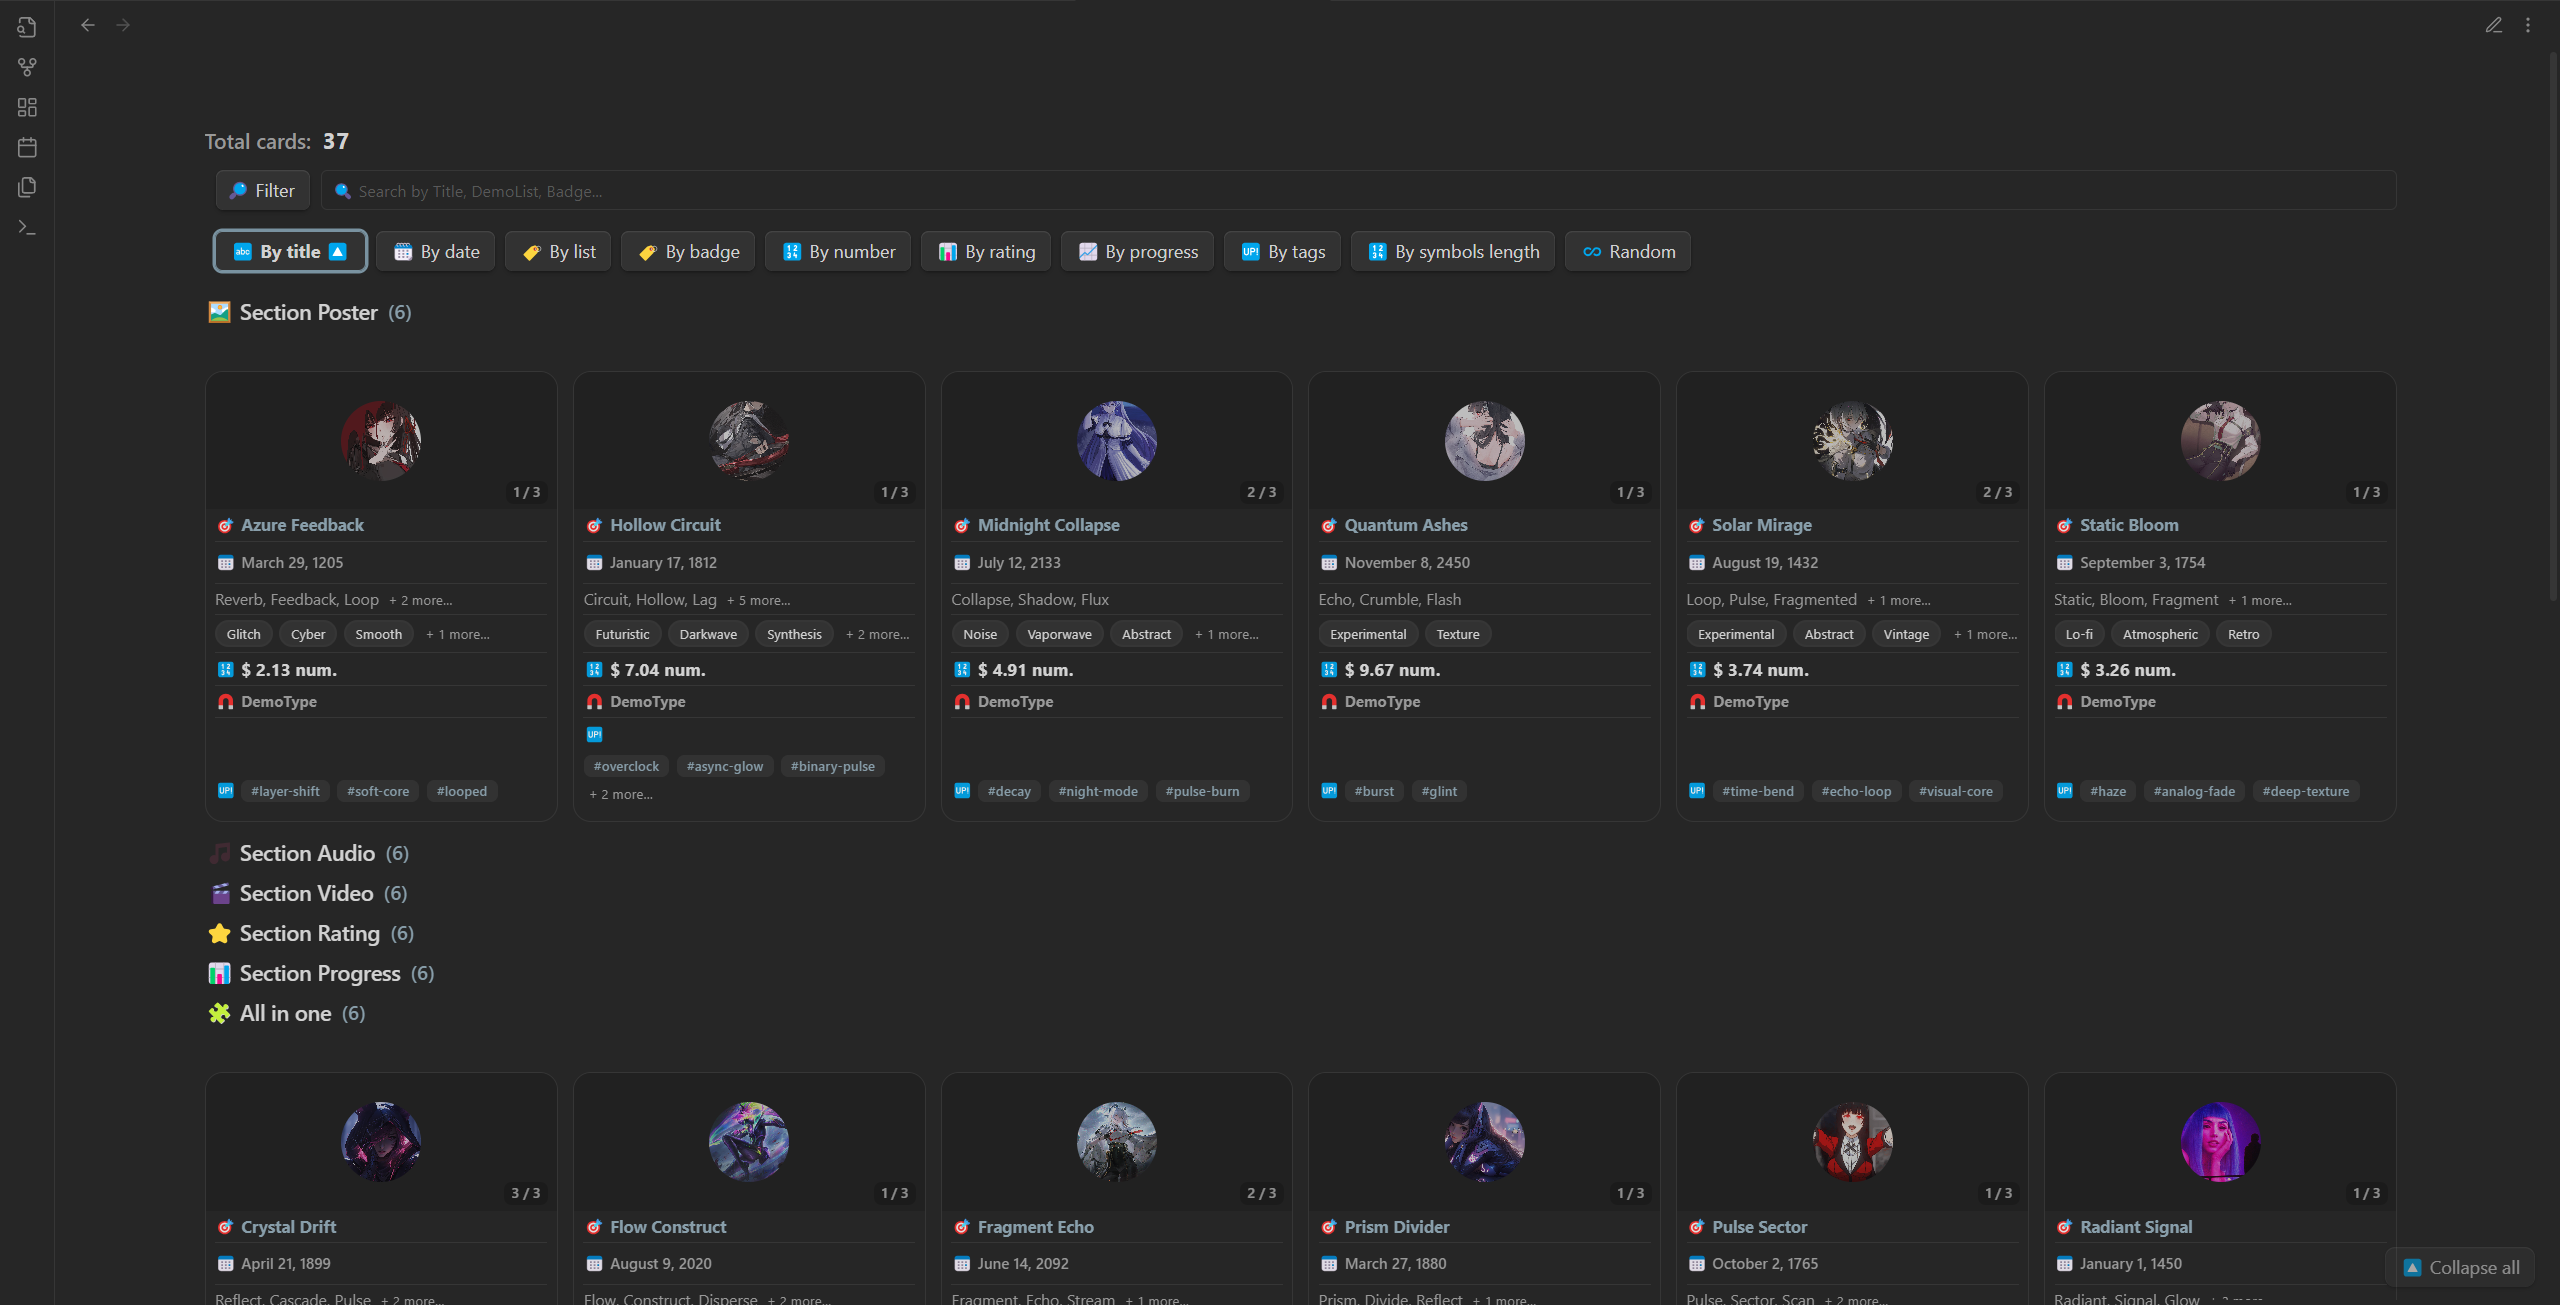 Total cards: 37
Filter
Search by Title, DemoList, Badge...
By title
By date
By list
By badge
By number
By rating
By progress
By tags
By symbols length
Random
Section Poster (6)
1 / 3
Azure Feedback
March 29, 1205
Reverb, Feedback, Loop + 2 more...
Glitch Cyber Smooth + 1 more...
$ 2.13 num.
DemoType
#layer-shift #soft-core #looped
1 / 3
Hollow Circuit
January 17, 1812
Circuit, Hollow, Lag + 5 more...
Futuristic Darkwave Synthesis + 2 more...
$ 7.04 num.
DemoType
#overclock #async-glow #binary-pulse
+ 2 more...
2 / 3
Midnight Collapse
July 12, 2133
Collapse, Shadow, Flux
Noise Vaporwave Abstract + 1 more...
$ 4.91 num.
DemoType
#decay #night-mode #pulse-burn
1 / 3
Quantum Ashes
November 8, 2450
Echo, Crumble, Flash
Experimental Texture
$ 9.67 num.
DemoType
#burst #glint
2 / 3
Solar Mirage
August 19, 1432
Loop, Pulse, Fragmented + 1 more...
Experimental Abstract Vintage + 1 more...
$ 3.74 num.
DemoType
#time-bend #echo-loop #visual-core
1 / 3
Static Bloom
September 3, 1754
Static, Bloom, Fragment + 1 more...
Lo-fi Atmospheric Retro
$ 3.26 num.
DemoType
#haze #analog-fade #deep-texture
Section Audio (6)
Section Video (6)
Section Rating (6)
Section Progress (6)
All in one (6)
3 / 3
Crystal Drift
April 21, 1899
Reflect, Cascade, Pulse + 2 more...
1 / 3
Flow Construct
August 9, 2020
Flow, Construct, Disperse + 2 more...
2 / 3
Fragment Echo
June 14, 2092
Fragment, Echo, Stream + 1 more...
1 / 3
Prism Divider
March 27, 1880
Prism, Divide, Reflect + 1 more...
1 / 3
Pulse Sector
October 2, 1765
Pulse, Sector, Scan + 2 more...
1 / 3
Radiant Signal
January 1, 1450
Radiant, Signal, Glow
Collapse all